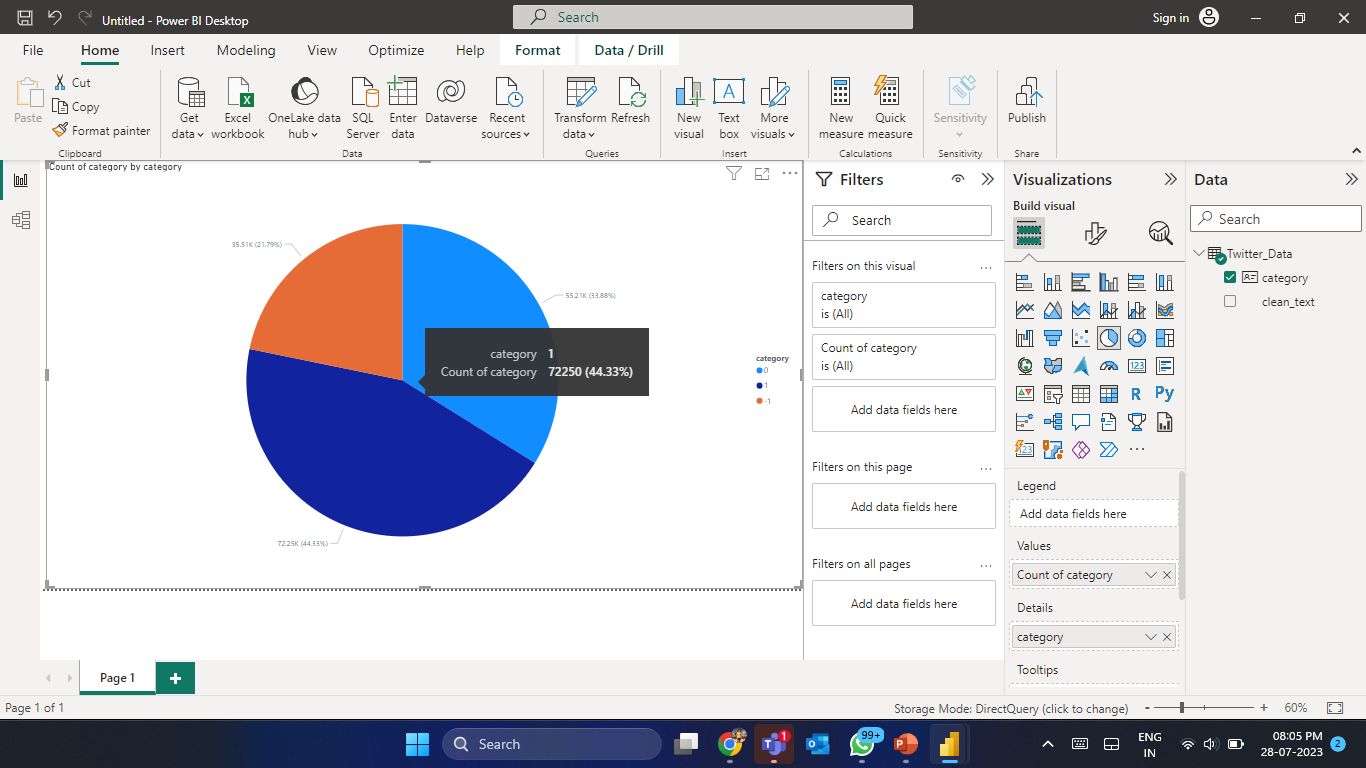 Untitled - Power BI Desktop
Search
Sign in
File
Home
Insert
Modeling
View
Optimize
Help
Format
Data / Drill
Paste
Cut
Copy
Format painter
Clipboard
Get data
Excel workbook
OneLake data hub
SQL Server
Enter data
Dataverse
Recent sources
Data
Transform data
Refresh
Queries
New visual
Text box
More visuals
Insert
New measure
Quick measure
Calculations
Sensitivity
Sensitivity
Publish
Share
Count of category by category
35.51K (21.79%)
55.21K (33.88%)
72.25K (44.33%)
category 1
Count of category 72250 (44.33%)
category
0
1
-1
Filters
Search
Filters on this visual
...
category
is (All)
Count of category
is (All)
Add data fields here
Filters on this page
...
Add data fields here
Filters on all pages
...
Add data fields here
Visualizations
Build visual
123
R
Py
123
...
Legend
Add data fields here
Values
Count of category
Details
category
Tooltips
Data
Search
Twitter_Data
category
clean_text
Page 1
Page 1 of 1
Storage Mode: DirectQuery (click to change)
- + 60%
Search
1
99+
ENG
IN
08:05 PM
28-07-2023
2